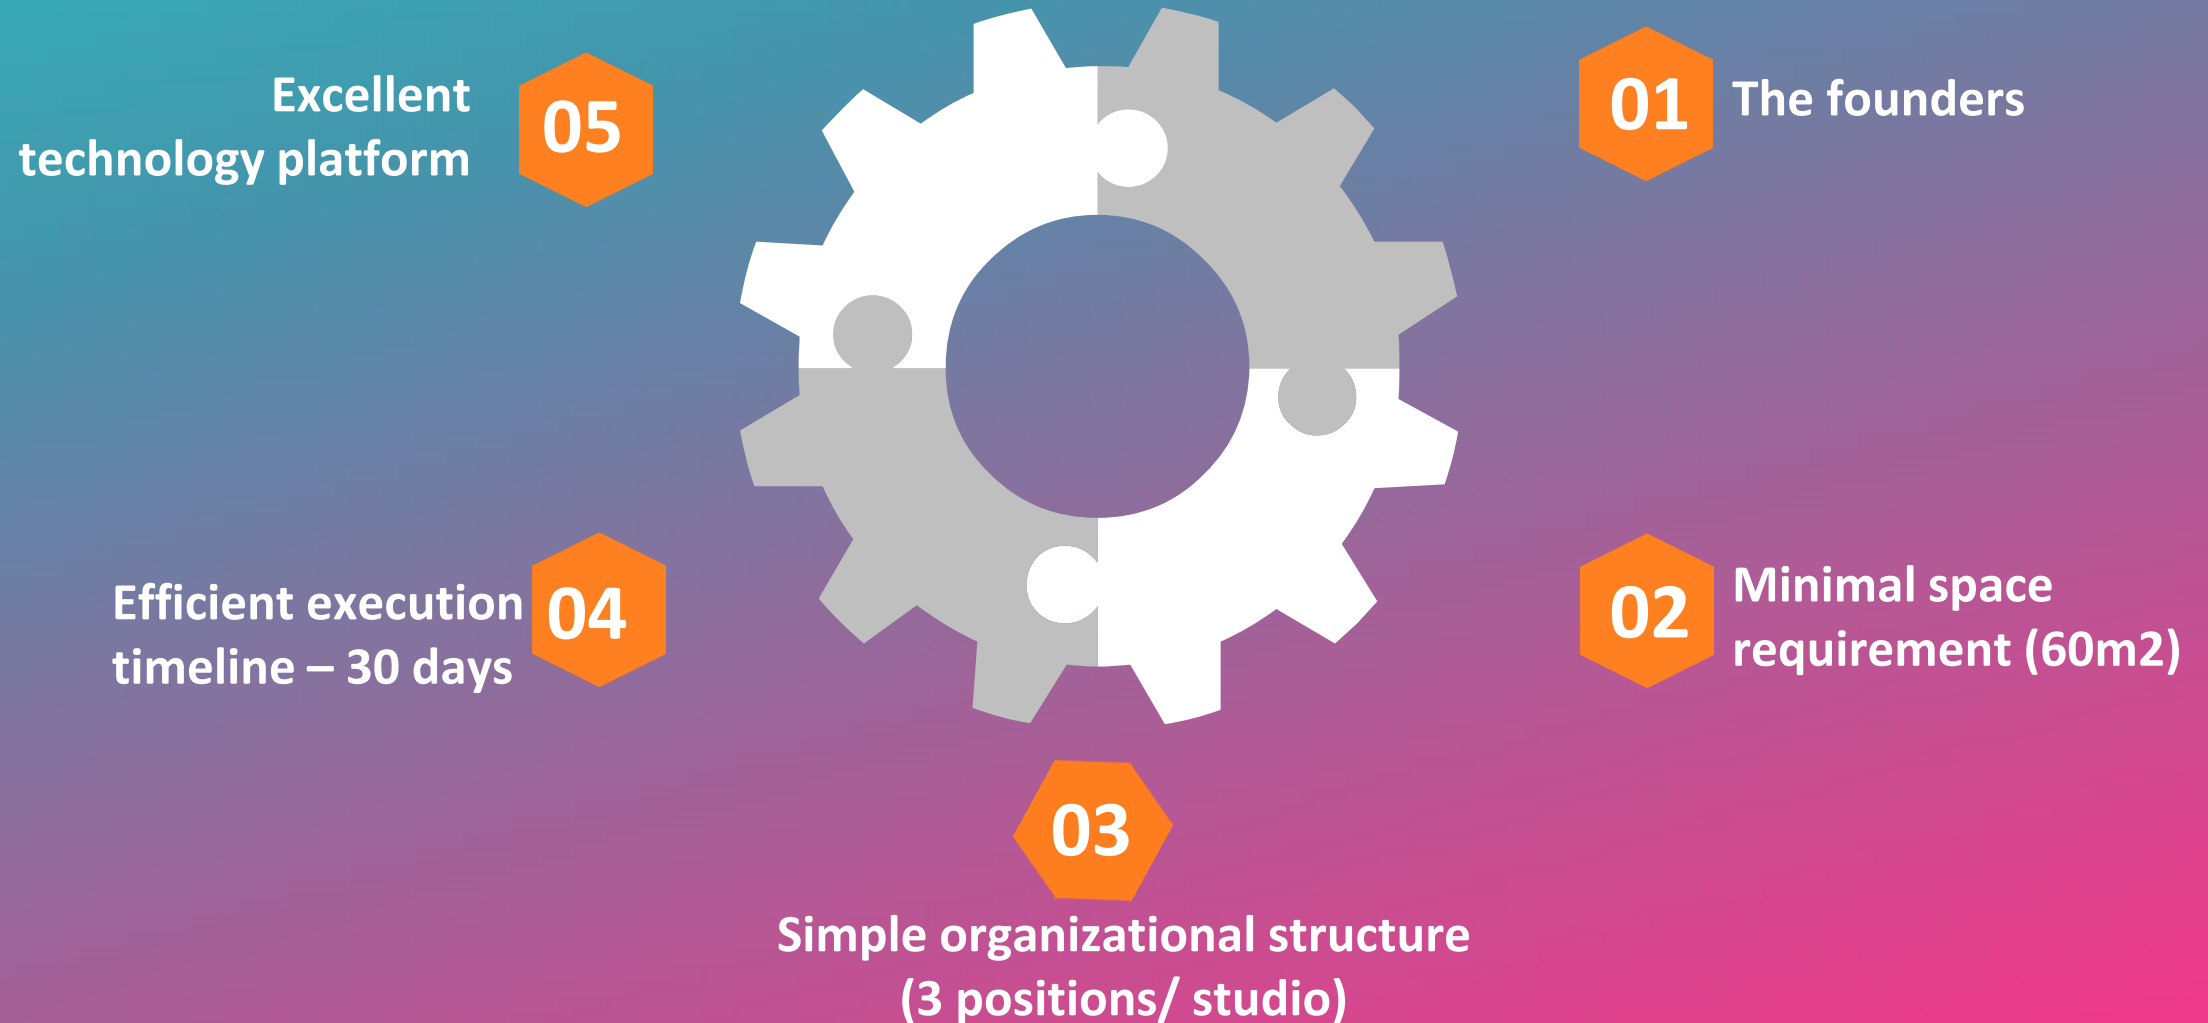 01
The founders
02
Minimal space
requirement (60m2)
03
Simple organizational structure
(3 positions/ studio)
04
Efficient execution
timeline – 30 days
05
Excellent
technology platform